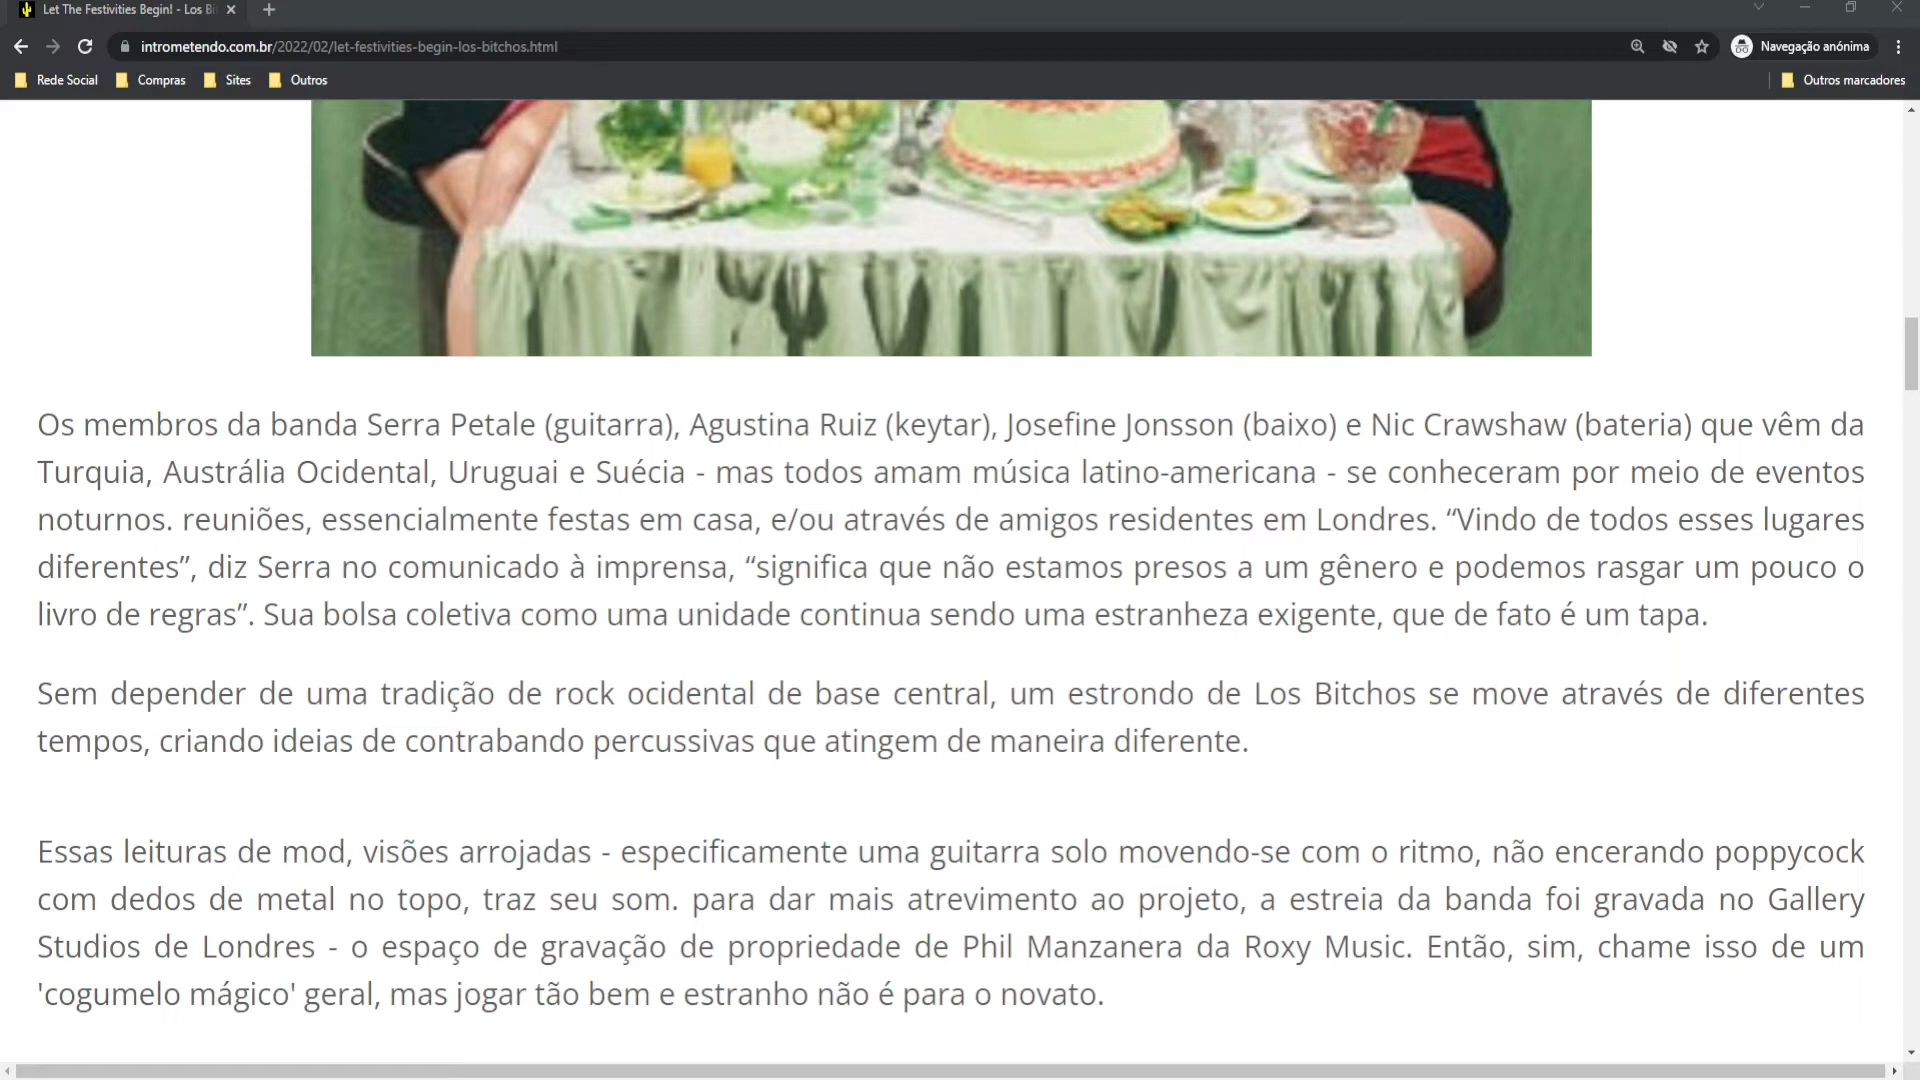 Let The Festivities Begin! - Los Bi
intrometendo.com.br/2022/02/let-festivities-begin-los-bitchos.html
Navegação anónima
Rede Social
Compras
Sites
Outros
Outros marcadores
Os membros da banda Serra Petale (guitarra), Agustina Ruiz (keytar), Josefine Jonsson (baixo) e Nic Crawshaw (bateria) que vêm da
Turquia, Austrália Ocidental, Uruguai e Suécia - mas todos amam música latino-americana - se conheceram por meio de eventos
noturnos. reuniões, essencialmente festas em casa, e/ou através de amigos residentes em Londres. “Vindo de todos esses lugares
diferentes”, diz Serra no comunicado à imprensa, “significa que não estamos presos a um gênero e podemos rasgar um pouco o
livro de regras”. Sua bolsa coletiva como uma unidade continua sendo uma estranheza exigente, que de fato é um tapa.
Sem depender de uma tradição de rock ocidental de base central, um estrondo de Los Bitchos se move através de diferentes
tempos, criando ideias de contrabando percussivas que atingem de maneira diferente.
Essas leituras de mod, visões arrojadas - especificamente uma guitarra solo movendo-se com o ritmo, não encerando poppycock
com dedos de metal no topo, traz seu som. para dar mais atrevimento ao projeto, a estreia da banda foi gravada no Gallery
Studios de Londres - o espaço de gravação de propriedade de Phil Manzanera da Roxy Music. Então, sim, chame isso de um
'cogumelo mágico' geral, mas jogar tão bem e estranho não é para o novato.